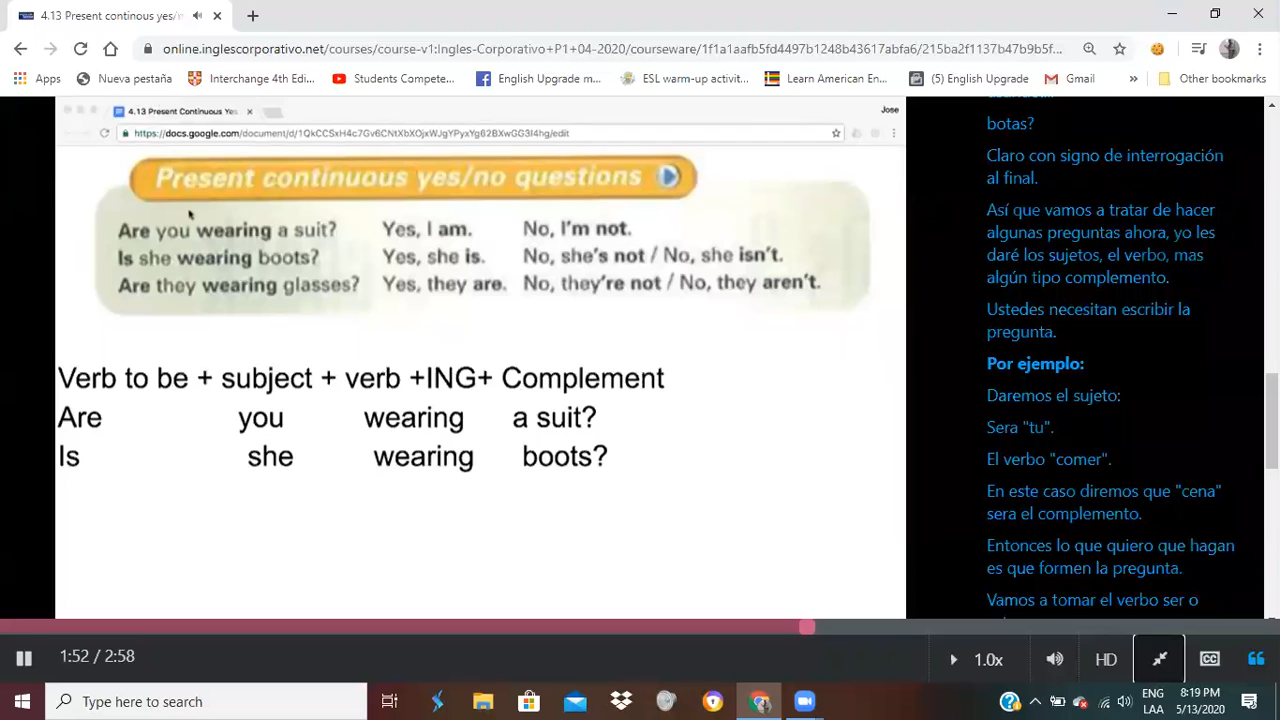 4.13 Present continous yes/n
online.inglescorporativo.net/courses/course-v1:Ingles-Corporativo+P1+04-2020/courseware/1f1a1aafb5fd4497b1248b43617abfa6/215ba2f1137b47b9b5f...
Apps
Nueva pestaña
Interchange 4th Edi...
Students Compete...
English Upgrade m...
ESL warm-up activit...
Learn American En...
(5) English Upgrade
Gmail
»
Other bookmarks
4.13 Present Continuous Yes
Jose
https://docs.google.com/document/d/1QkCCSxH4c7Gv6CNtXbXOjxWJgYPyxYg62BXwGG3I4hg/edit
Present continuous yes/no questions
Are you wearing a suit? Yes, I am. No, I'm not.
Is she wearing boots? Yes, she is. No, she's not / No, she isn't.
Are they wearing glasses? Yes, they are. No, they're not / No, they aren't.
Verb to be + subject + verb +ING+ Complement
Are you wearing a suit?
Is she wearing boots?
botas?
Claro con signo de interrogación
al final.
Así que vamos a tratar de hacer
algunas preguntas ahora, yo les
daré los sujetos, el verbo, mas
algún tipo complemento.
Ustedes necesitan escribir la
pregunta.
Por ejemplo:
Daremos el sujeto:
Sera "tu".
El verbo "comer".
En este caso diremos que "cena"
sera el complemento.
Entonces lo que quiero que hagan
es que formen la pregunta.
Vamos a tomar el verbo ser o
1:52 / 2:58
1.0x
HD
CC
Type here to search
ENG
LAA
8:19 PM
5/13/2020